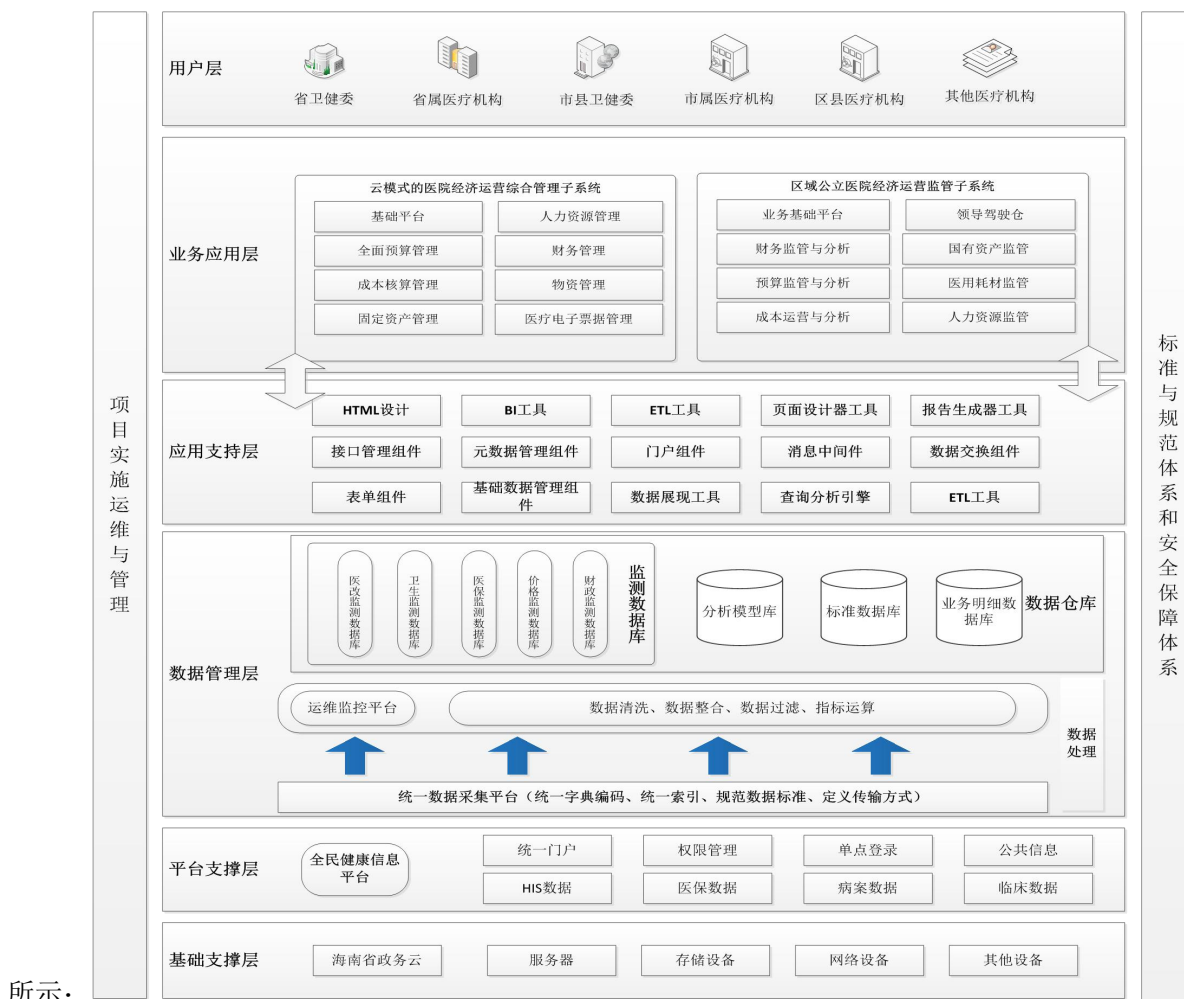 项目实施运维与管理
用户层
省卫健委
省属医疗机构
市县卫健委
市属医疗机构
区县医疗机构
其他医疗机构
业务应用层
云模式的医院经济运营综合管理子系统
基础平台
人力资源管理
全面预算管理
财务管理
成本核算管理
物资管理
固定资产管理
医疗电子票据管理
区域公立医院经济运营监管子系统
业务基础平台
领导驾驶仓
财务监管与分析
国有资产监管
预算监管与分析
医用耗材监管
成本运营与分析
人力资源监管
应用支持层
HTML设计
BI工具
ETL工具
页面设计器工具
报告生成器工具
接口管理组件
元数据管理组件
门户组件
消息中间件
数据交换组件
表单组件
基础数据管理组
件
数据展现工具
查询分析引擎
ETL工具
数据管理层
医改监测数据库
卫生监测数据库
医保监测数据库
价格监测数据库
财政监测数据库
监测数据库
分析模型库
标准数据库
业务明细数
据库
数据仓库
运维监控平台
数据清洗、数据整合、数据过滤、指标运算
数据
处理
统一数据采集平台（统一字典编码、统一索引、规范数据标准、定义传输方式）
平台支撑层
全民健康信息
平台
统一门户
权限管理
单点登录
公共信息
HIS数据
医保数据
病案数据
临床数据
基础支撑层
海南省政务云
服务器
存储设备
网络设备
其他设备
标准与规范体系和安全保障体系
所示：